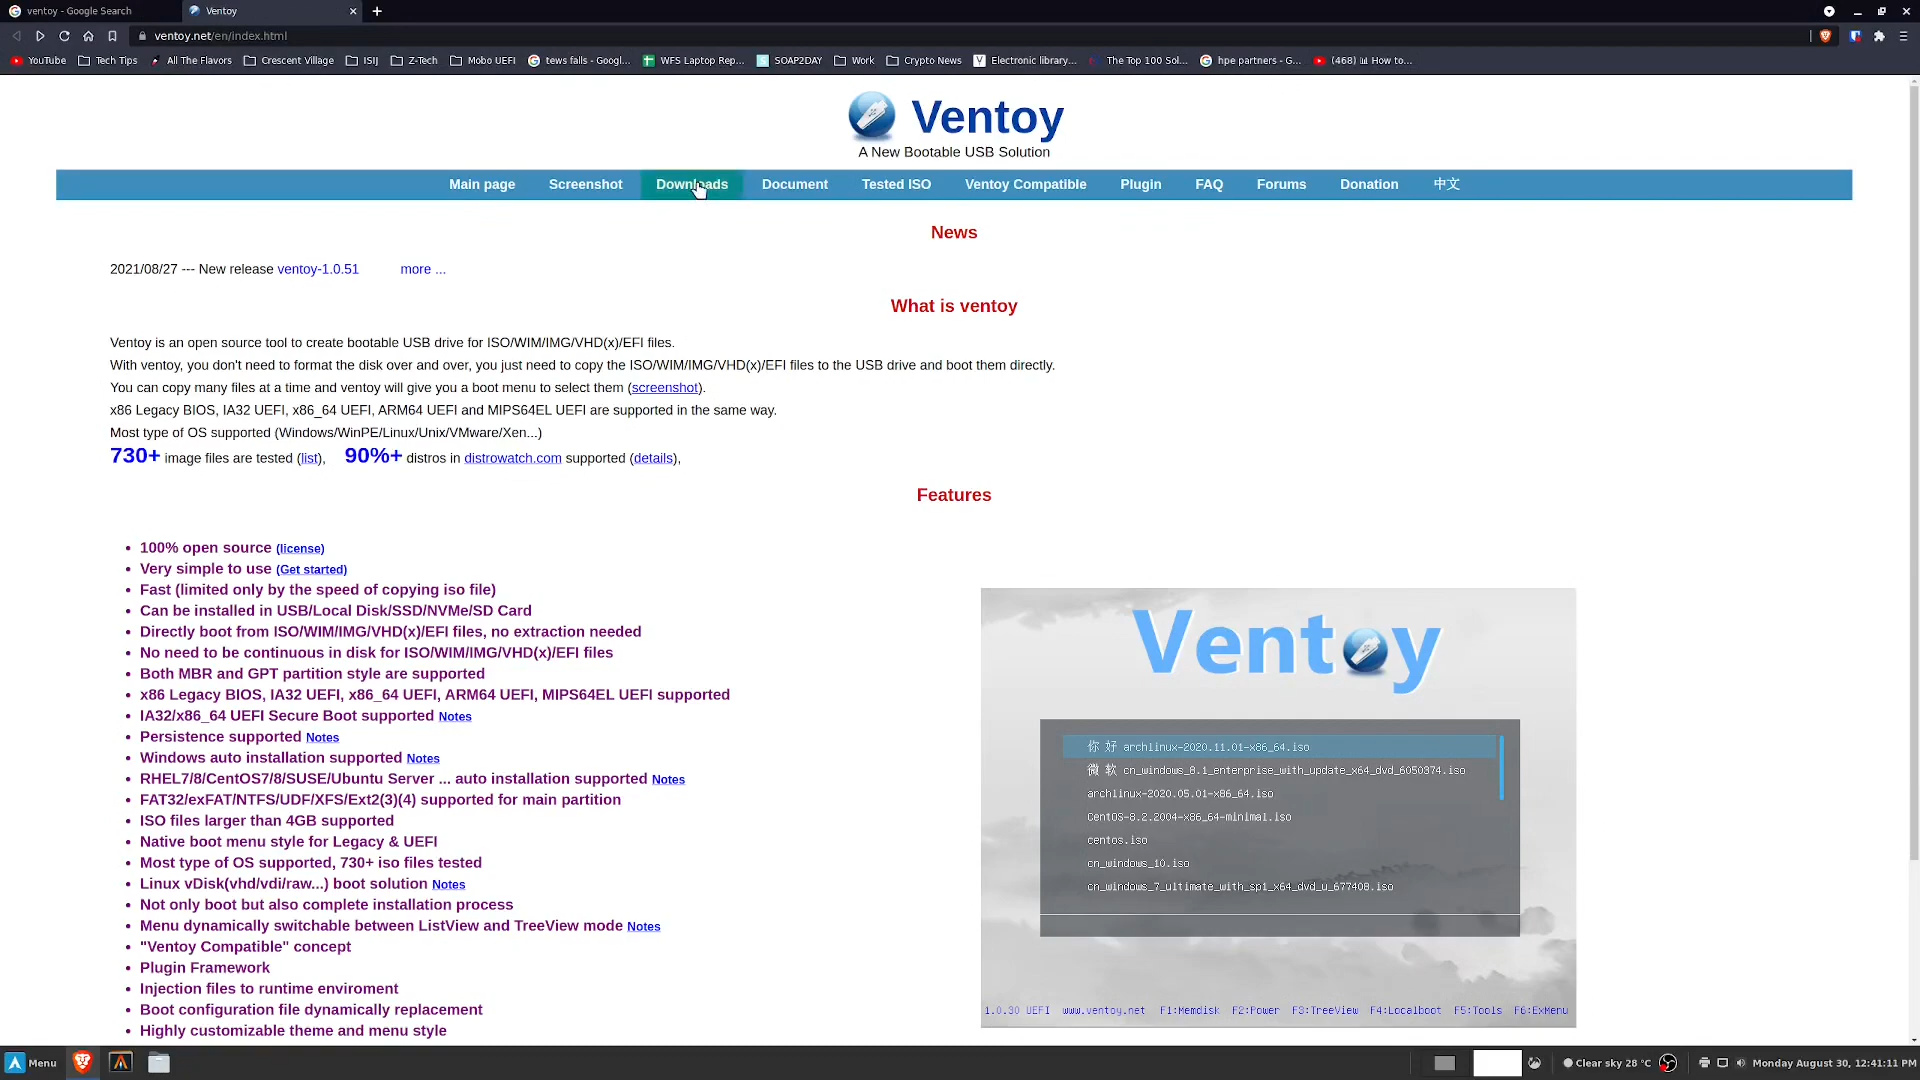 ventoy - Google Search
Ventoy
ventoy.net/en/index.html
YouTube
Tech Tips
All The Flavors
Crescent Village
ISIJ
Z-Tech
Mobo UEFI
tews falls - Googl...
WFS Laptop Rep...
SOAP2DAY
Work
Crypto News
Electronic library...
The Top 100 Sol...
hpe partners - G...
(468) How to...
Ventoy
A New Bootable USB Solution
Main page Screenshot Downloads Document Tested ISO Ventoy Compatible Plugin FAQ Forums Donation 中文
News
2021/08/27 --- New release ventoy-1.0.51 more ...
What is ventoy
Ventoy is an open source tool to create bootable USB drive for ISO/WIM/IMG/VHD(x)/EFI files.
With ventoy, you don't need to format the disk over and over, you just need to copy the ISO/WIM/IMG/VHD(x)/EFI files to the USB drive and boot them directly.
You can copy many files at a time and ventoy will give you a boot menu to select them (screenshot).
x86 Legacy BIOS, IA32 UEFI, x86_64 UEFI, ARM64 UEFI and MIPS64EL UEFI are supported in the same way.
Most type of OS supported (Windows/WinPE/Linux/Unix/VMware/Xen...)
730+ image files are tested (list), 90%+ distros in distrowatch.com supported (details),
Features
• 100% open source (license)
• Very simple to use (Get started)
• Fast (limited only by the speed of copying iso file)
• Can be installed in USB/Local Disk/SSD/NVMe/SD Card
• Directly boot from ISO/WIM/IMG/VHD(x)/EFI files, no extraction needed
• No need to be continuous in disk for ISO/WIM/IMG/VHD(x)/EFI files
• Both MBR and GPT partition style are supported
• x86 Legacy BIOS, IA32 UEFI, x86_64 UEFI, ARM64 UEFI, MIPS64EL UEFI supported
• IA32/x86_64 UEFI Secure Boot supported Notes
• Persistence supported Notes
• Windows auto installation supported Notes
• RHEL7/8/CentOS7/8/SUSE/Ubuntu Server ... auto installation supported Notes
• FAT32/exFAT/NTFS/UDF/XFS/Ext2(3)(4) supported for main partition
• ISO files larger than 4GB supported
• Native boot menu style for Legacy & UEFI
• Most type of OS supported, 730+ iso files tested
• Linux vDisk(vhd/vdi/raw...) boot solution Notes
• Not only boot but also complete installation process
• Menu dynamically switchable between ListView and TreeView mode Notes
• "Ventoy Compatible" concept
• Plugin Framework
• Injection files to runtime enviroment
• Boot configuration file dynamically replacement
• Highly customizable theme and menu style
Ventoy
你 好 archlinux-2020.11.01-x86_64.iso
微 软 cn_windows_8.1_enterprise_with_update_x64_dvd_6050374.iso
archlinux-2020.05.01-x86_64.iso
CentOS-8.2.2004-x86_64-minimal.iso
centos.iso
cn_windows_10.iso
cn_windows_7_ultimate_with_sp1_x64_dvd_u_677408.iso
1.0.30 UEFI www.ventoy.net F1:Memdisk F2:Power F3:TreeView F4:Localboot F5:Tools F6:ExMenu
Menu
Clear sky 28 °C
Monday August 30, 12:41:11 PM